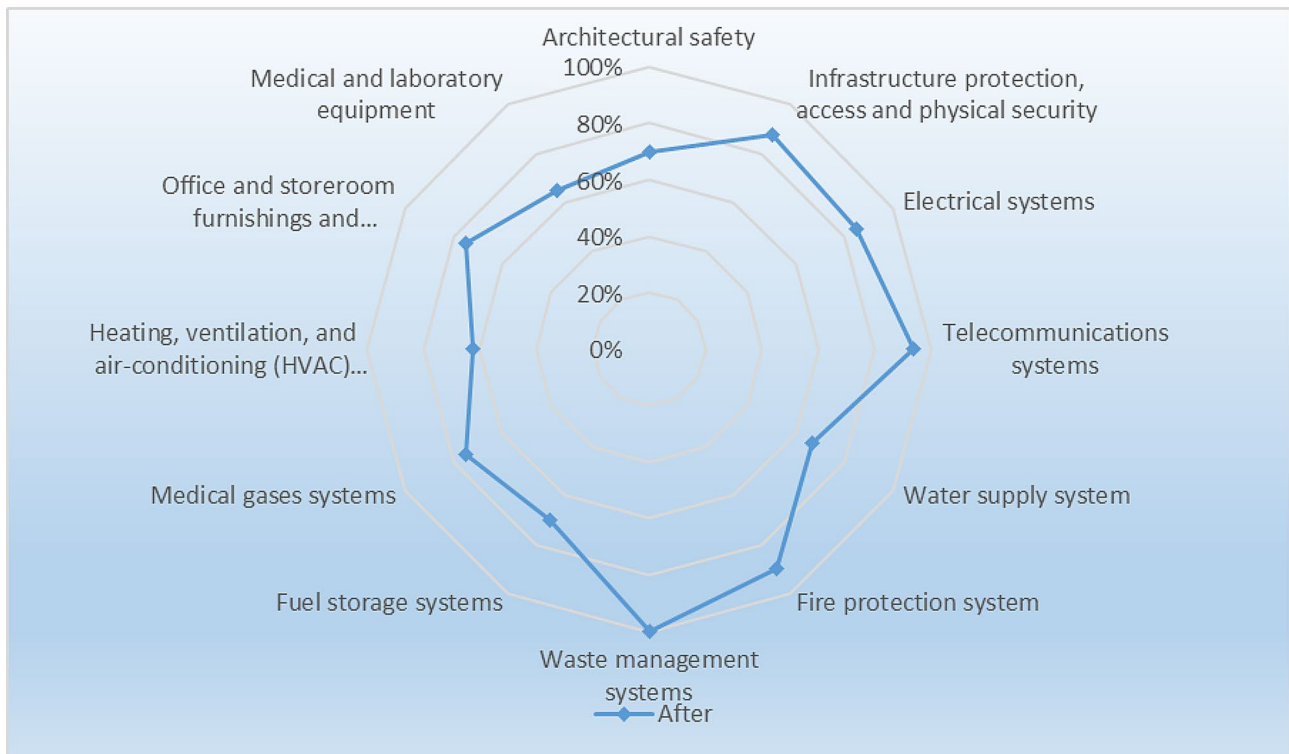 Architectural safety
100%
80%
60%
40%
20%
0%
Infrastructure protection,
access and physical security
Electrical systems
Telecommunications
systems
Water supply system
Fire protection system
Waste management
systems
Fuel storage systems
Medical gases systems
Heating, ventilation, and
air-conditioning (HVAC)...
Office and storeroom
furnishings and...
Medical and laboratory
equipment
After